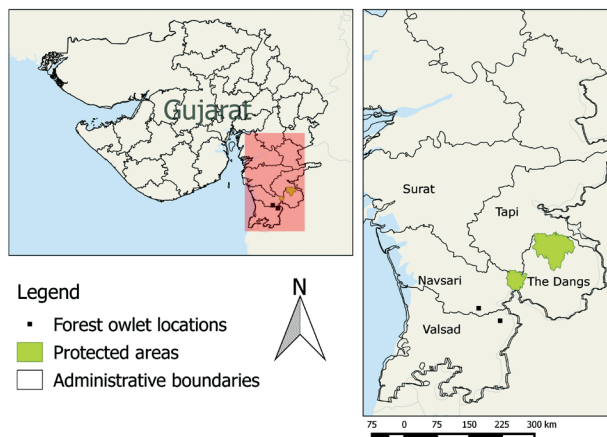 Gujarat
Legend
Forest owlet locations
Protected areas
Administrative boundaries
N
Surat
Tapi
Navsari
The Dangs
Valsad
75 0 75 150 225 300 km